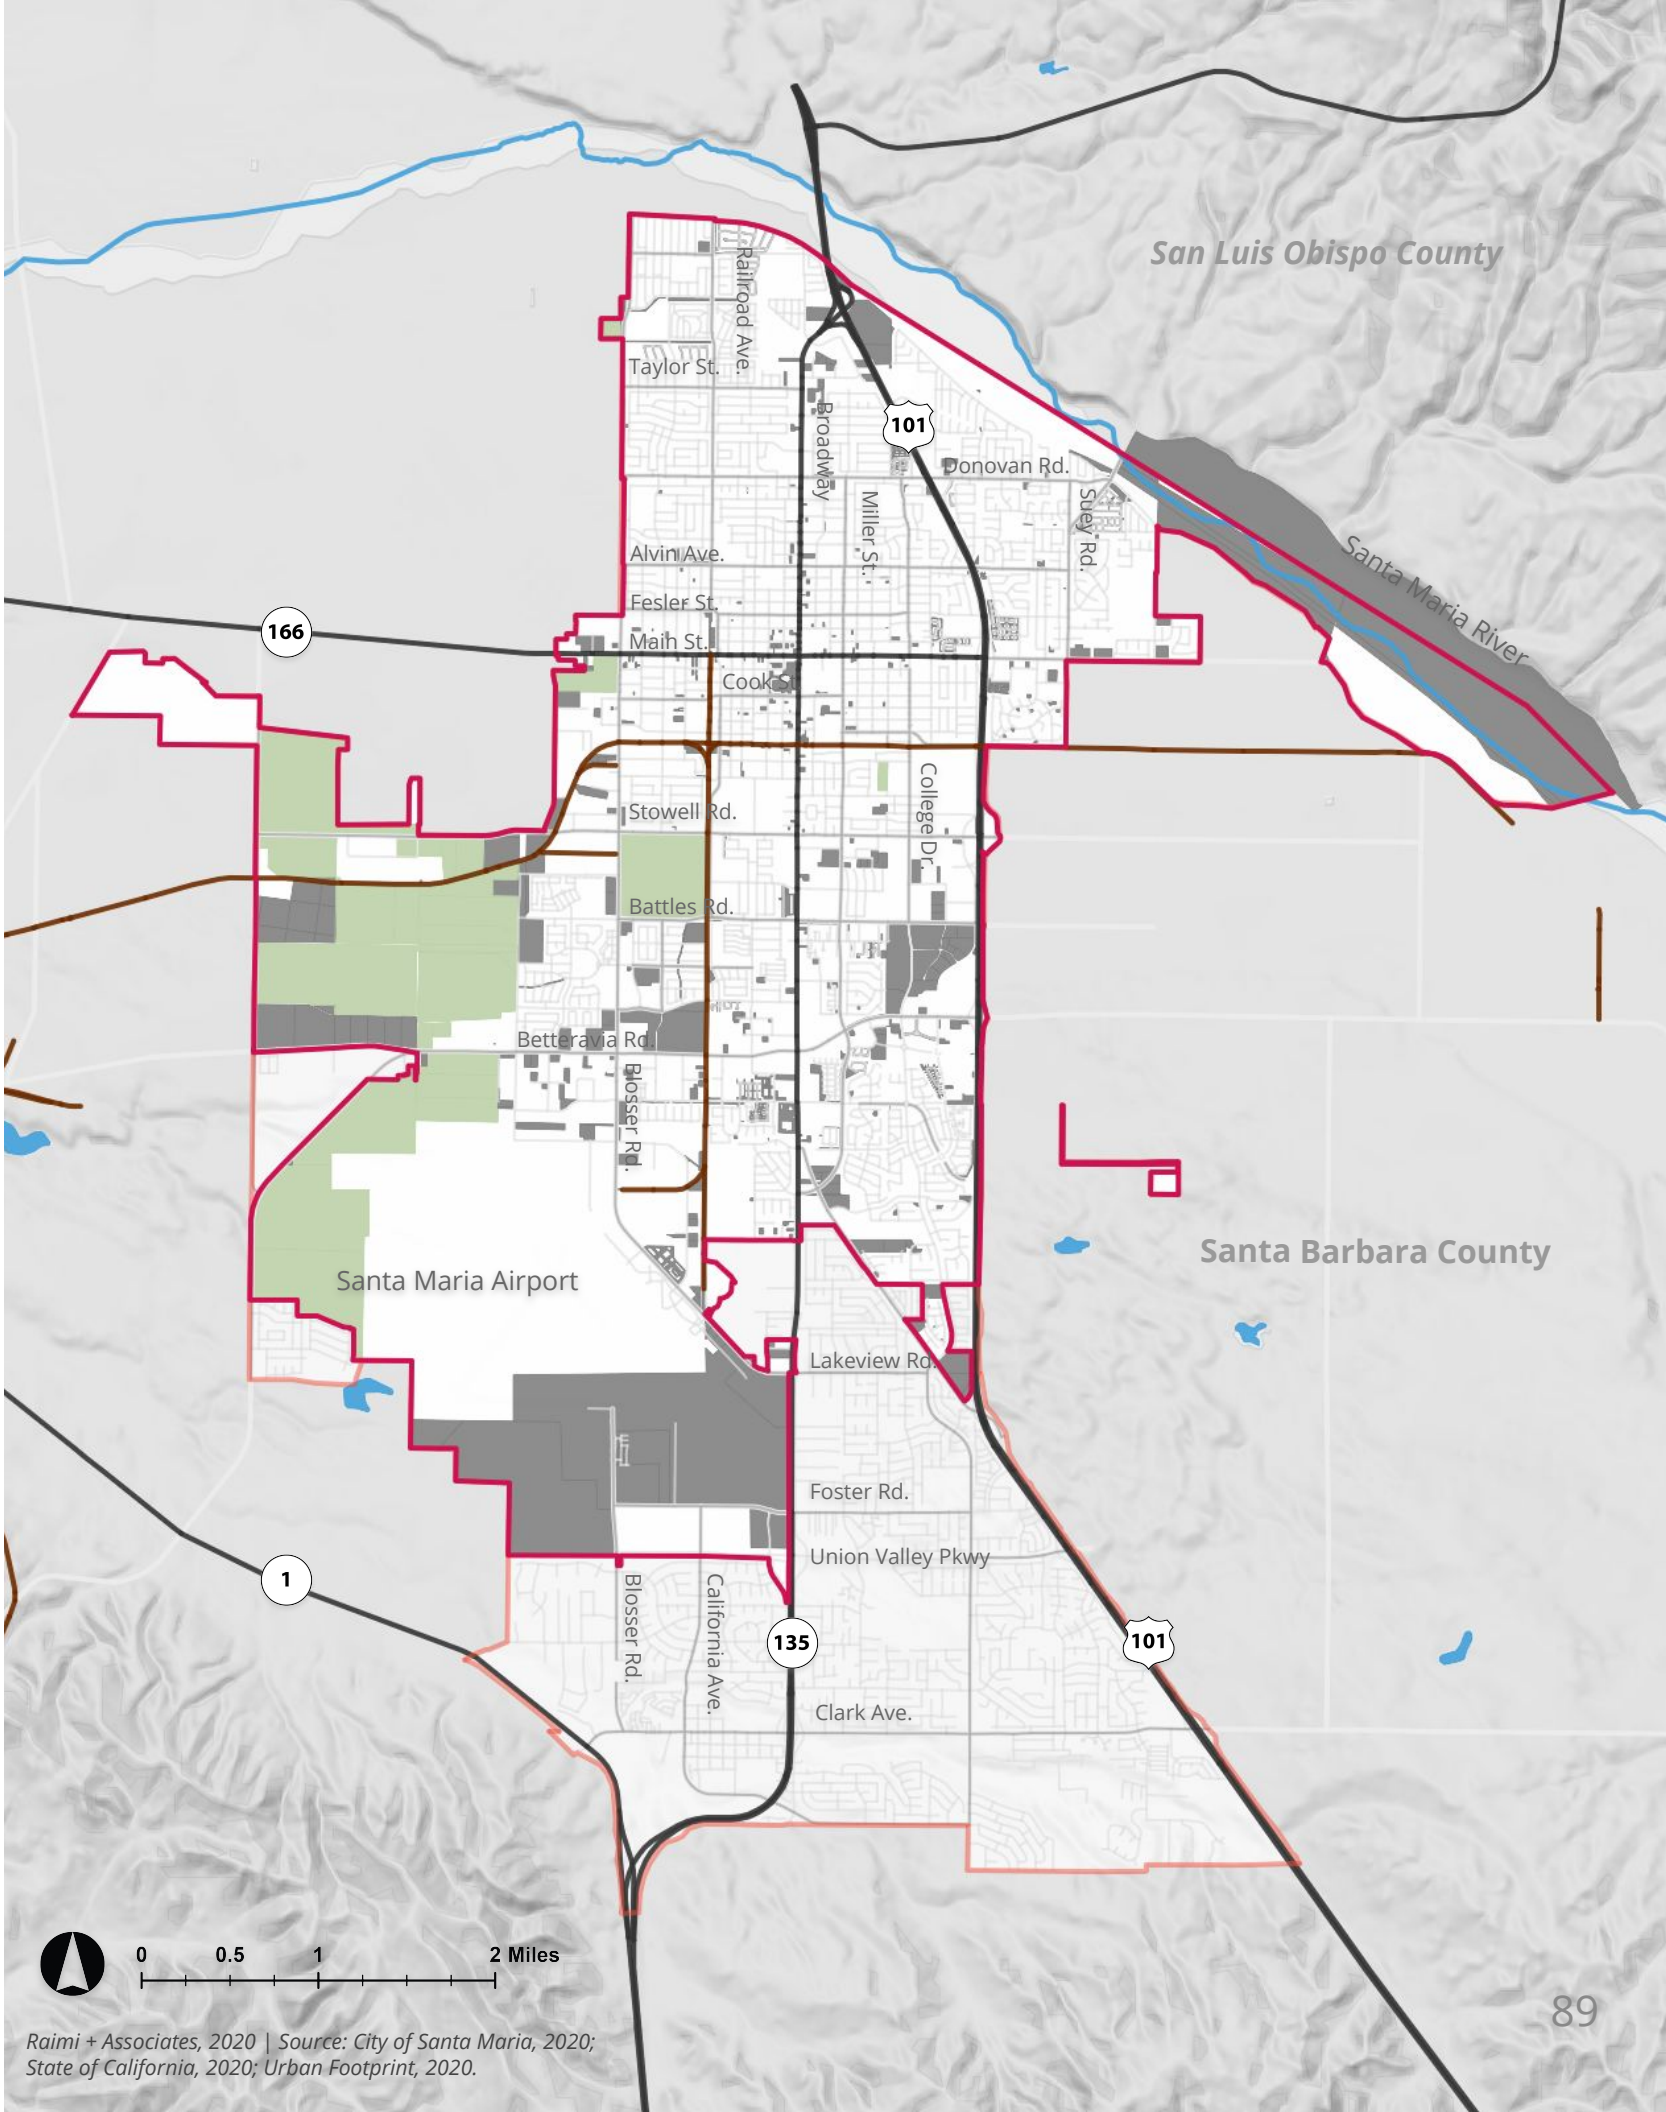 San Luis Obispo County
Railroad Ave.
Taylor St.
Broadway
101
Donovan Rd.
Miller St.
Suey Rd.
Santa Maria River
Alvin Ave.
Fesler St.
166
Main St.
Cook St.
College Dr.
Stowell Rd.
Battles Rd.
Betteravia Rd.
Blosser Rd.
Santa Barbara County
Santa Maria Airport
Lakeview Rd.
Foster Rd.
Union Valley Pkwy
1
Blosser Rd.
California Ave.
135
101
Clark Ave.
0 0.5 1 2 Miles
89
Raimi + Associates, 2020 | Source: City of Santa Maria, 2020;
State of California, 2020; Urban Footprint, 2020.